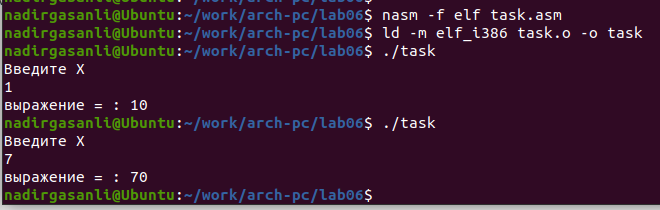 nadirgasanli@Ubuntu:~/work/arch-pc/lab06$ nasm -f elf task.asm
nadirgasanli@Ubuntu:~/work/arch-pc/lab06$ ld -m elf_i386 task.o -o task
nadirgasanli@Ubuntu:~/work/arch-pc/lab06$ ./task
Введите X
1
выражение = : 10
nadirgasanli@Ubuntu:~/work/arch-pc/lab06$ ./task
Введите X
7
выражение = : 70
nadirgasanli@Ubuntu:~/work/arch-pc/lab06$